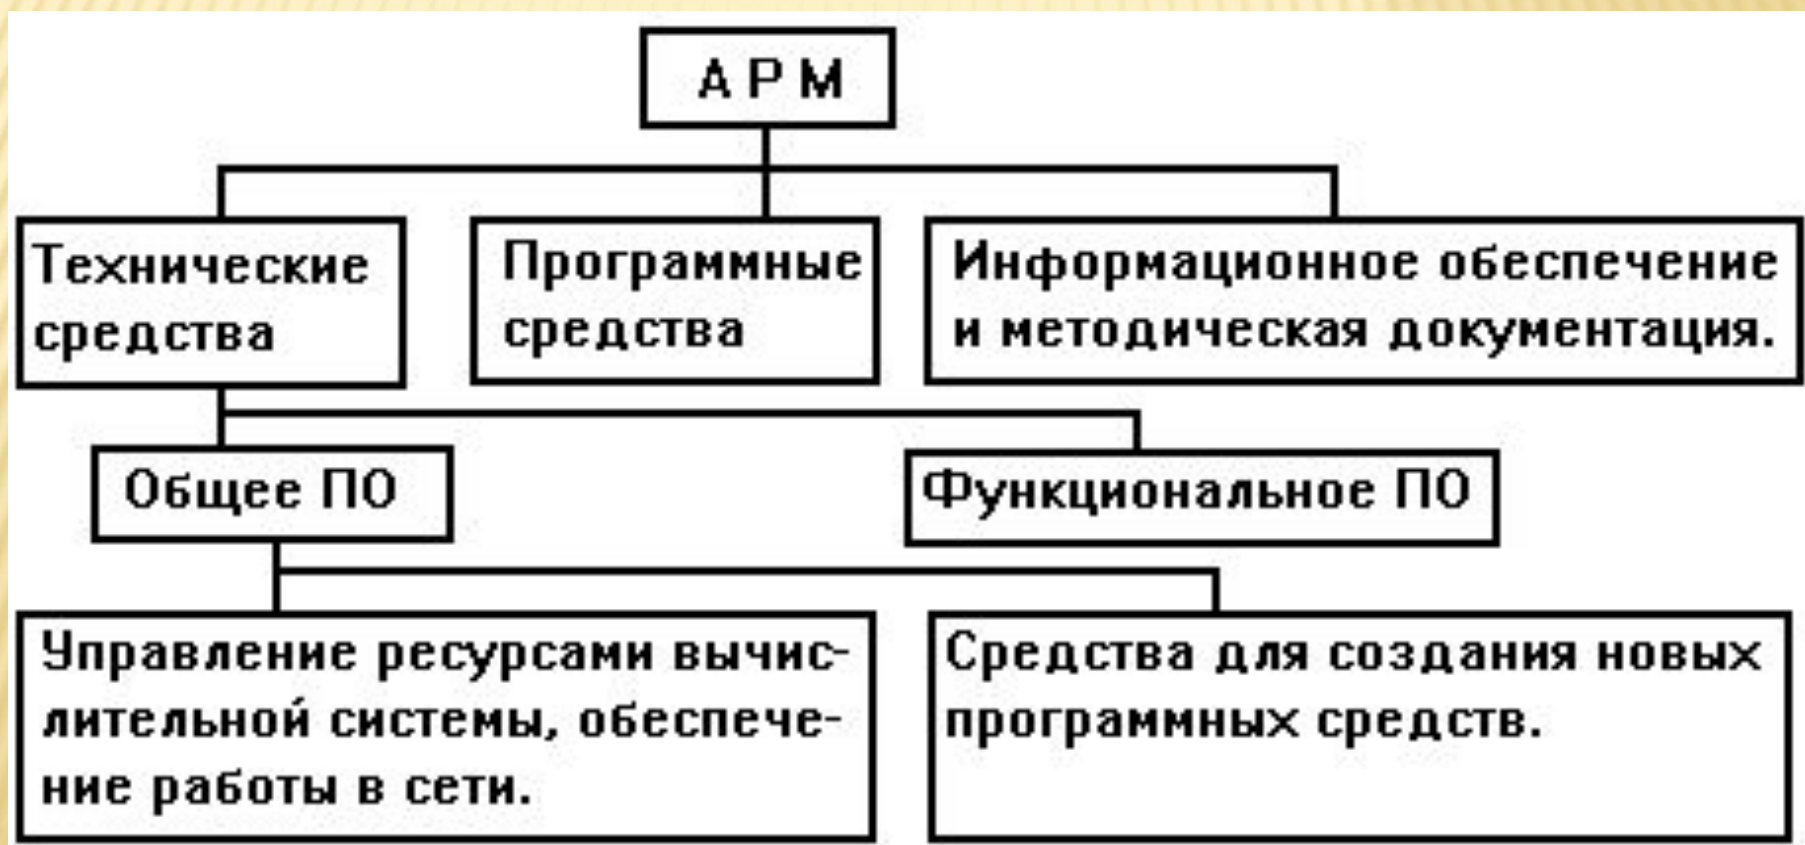 А Р М
Технические
средства
Программные
средства
Информационное обеспечение
и методическая документация.
Общее ПО
Функциональное ПО
Управление ресурсами вычис-
лительной системы, обеспече-
ние работы в сети.
Средства для создания новых
программных средств.